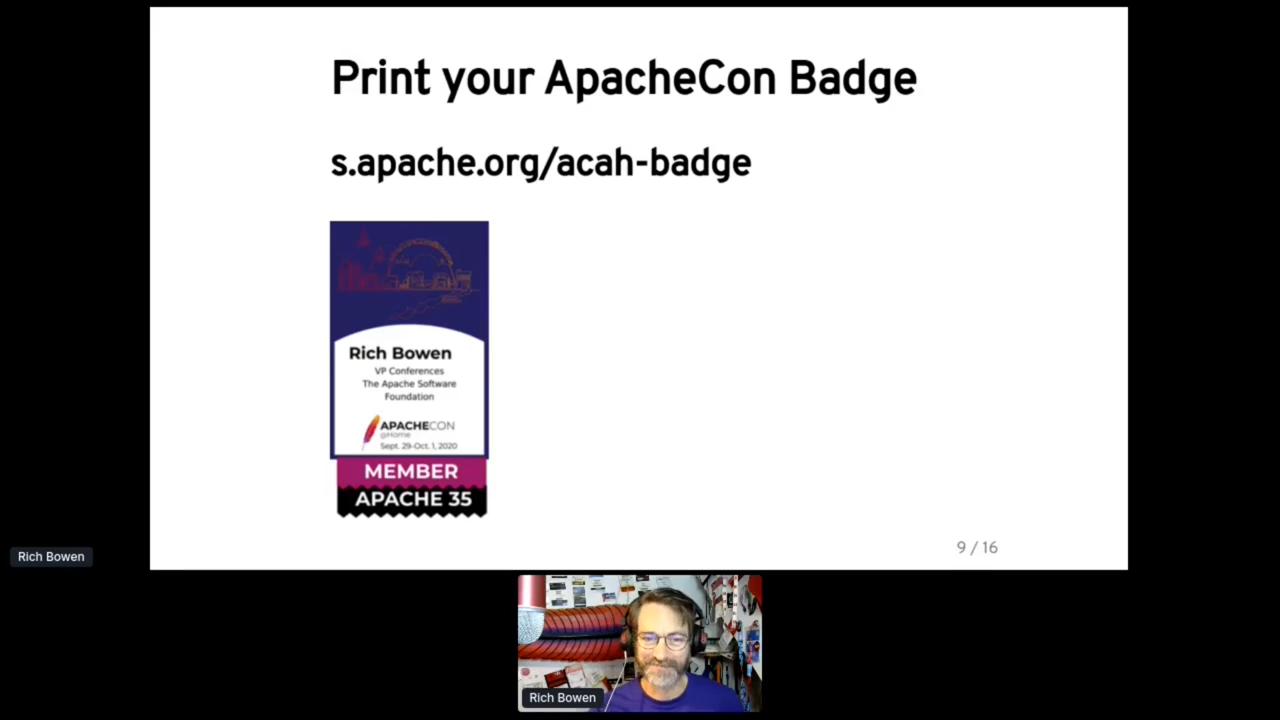 Print your ApacheCon Badge
s.apache.org/acah-badge
Rich Bowen
VP Conferences
The Apache Software
Foundation
APACHECON
@Home
Sept. 29-Oct. 1, 2020
MEMBER
APACHE 35
9 / 16
Rich Bowen
Rich Bowen